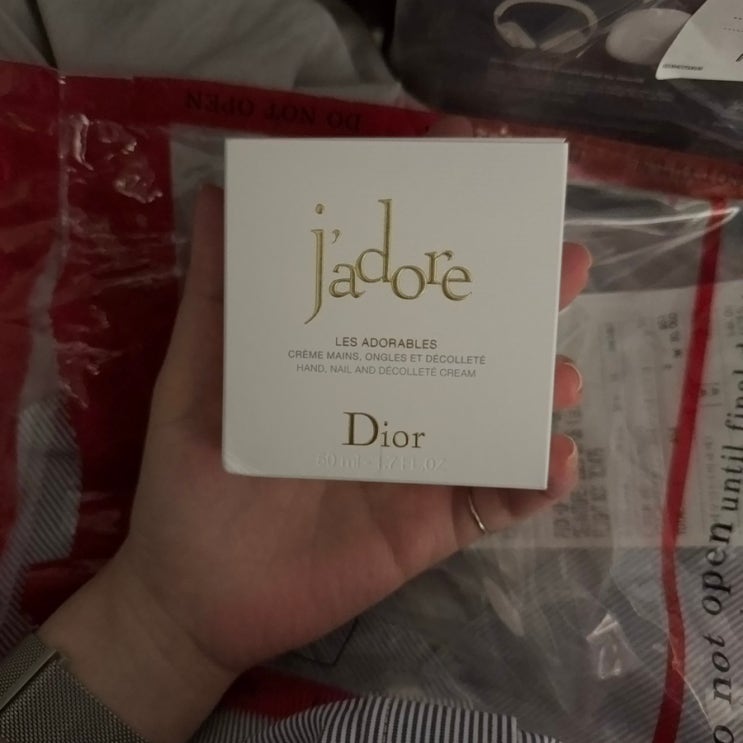 DO NOT OPEN
j'adore
LES ADORABLES
CRÈME MAINS, ONGLES ET DÉCOLLETÉ
HAND, NAIL AND DÉCOLLETÉ CREAM
Dior
50 ml - 1.7 FL.OZ
not open until final